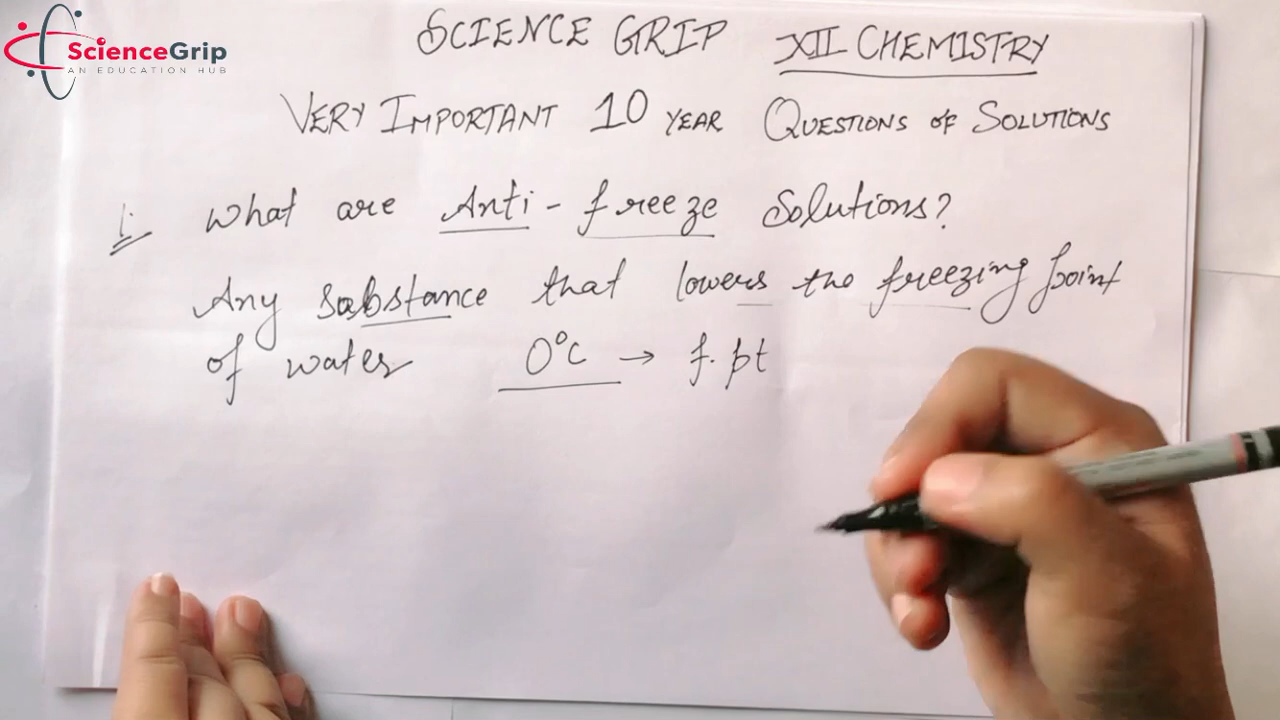 ScienceGrip
AN EDUCATION HUB
SCIENCE GRIP XII CHEMISTRY
VERY IMPORTANT 10 YEAR QUESTIONS OF SOLUTIONS
1. What are Anti-freeze Solutions?
Any substance that lowers the freezing point
of water 0°C → f.pt